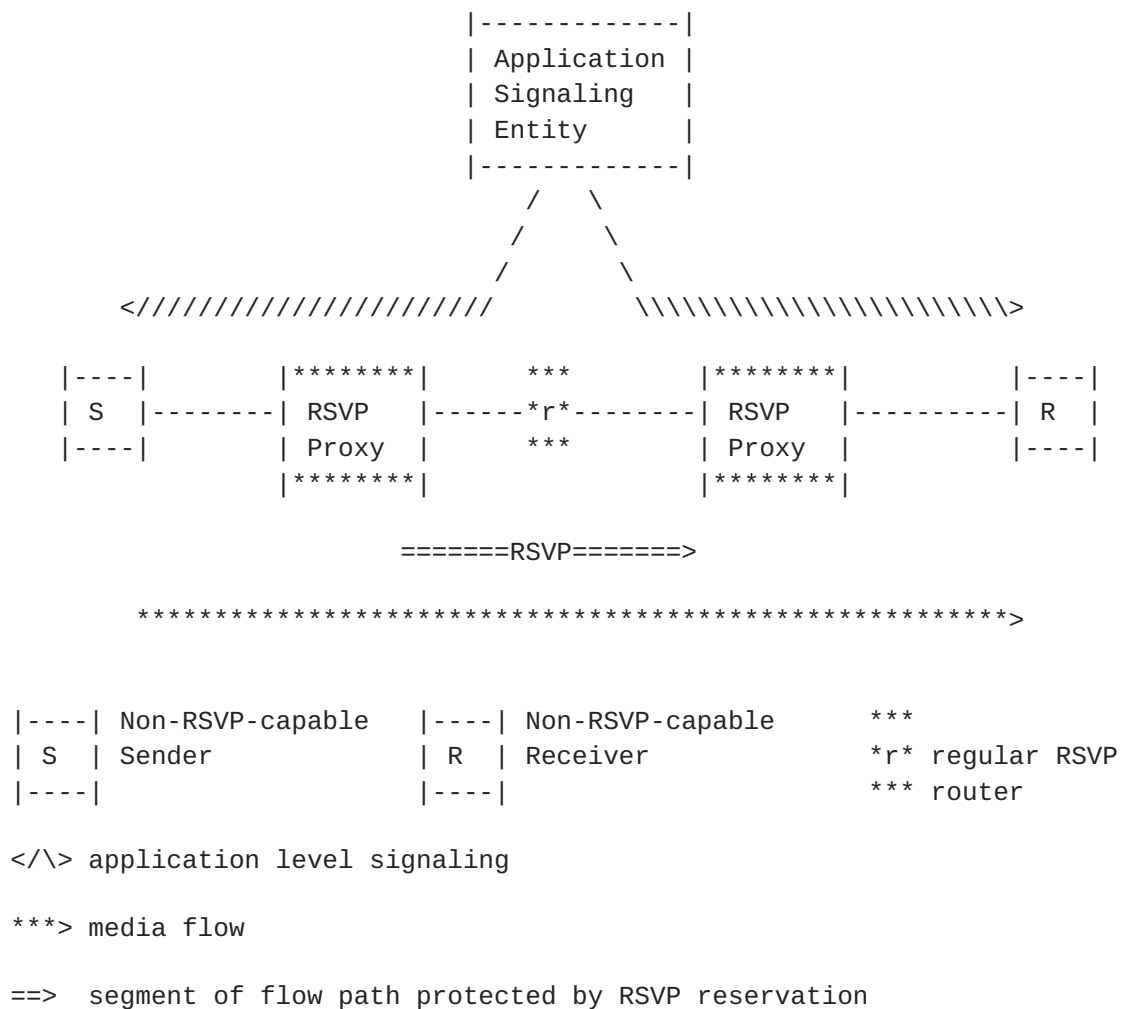 |-------------|
| Application |
| Signaling   |
| Entity      |
|-------------|
/   \
/     \
/       \
<///////////////////////         \\\\\\\\\\\\\\\\\\\\\\\\>
|----|        |********|      ***        |********|          |----|
| S  |--------| RSVP   |------*r*--------| RSVP   |----------| R  |
|----|        | Proxy  |      ***        | Proxy  |          |----|
|********|                 |********|
=======RSVP=======>
********************************************************>
|----| Non-RSVP-capable   |----| Non-RSVP-capable      ***
| S  | Sender             | R  | Receiver              *r* regular RSVP
|----|                    |----|                       *** router
</\> application level signaling
***> media flow
==>  segment of flow path protected by RSVP reservation